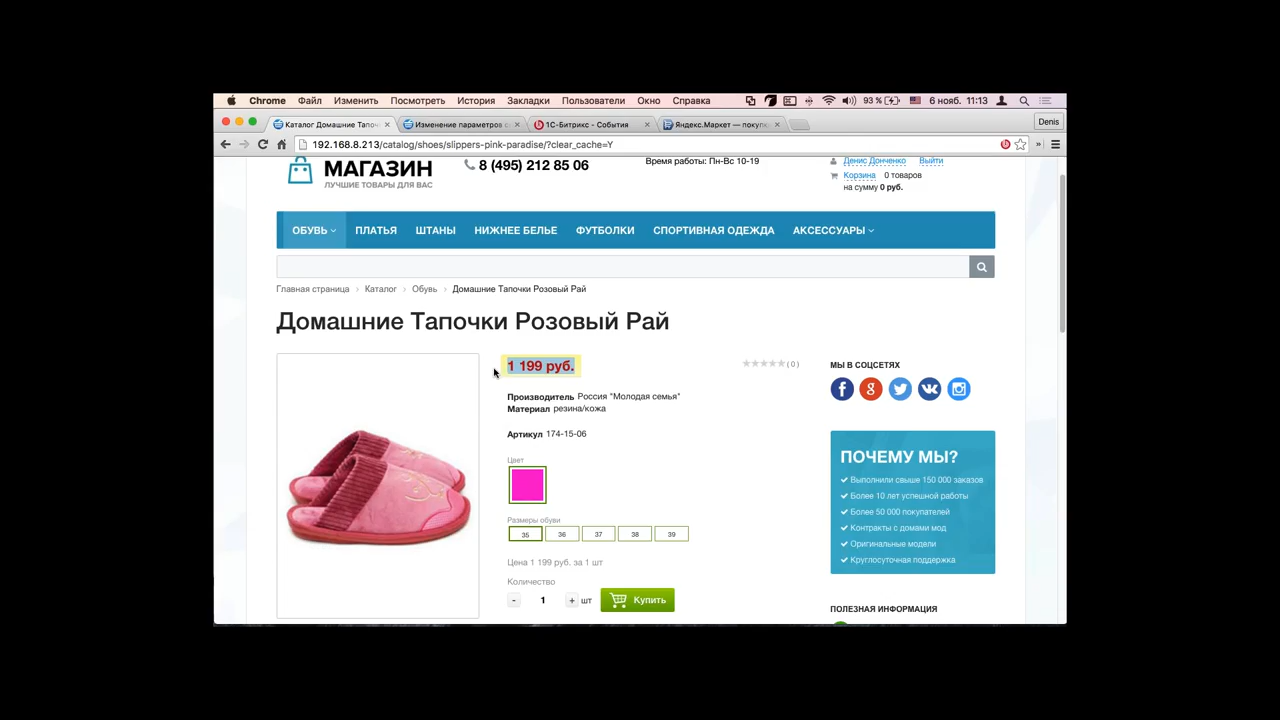 Chrome Файл Изменить Посмотреть История Закладки Пользователи Окно Справка 93 % 6 нояб. 11:13
Каталог Домашние Тапоч Изменение параметров 1С-Битрикс - События Яндекс.Маркет — покупк Denis
192.168.8.213/catalog/shoes/slippers-pink-paradise/?clear_cache=Y
МАГАЗИН
ЛУЧШИЕ ТОВАРЫ ДЛЯ ВАС
8 (495) 212 85 06
Время работы: Пн-Вс 10-19
Денис Донченко Выйти
Корзина 0 товаров
на сумму 0 руб.
ОБУВЬ ПЛАТЬЯ ШТАНЫ НИЖНЕЕ БЕЛЬЕ ФУТБОЛКИ СПОРТИВНАЯ ОДЕЖДА АКСЕССУАРЫ
Главная страница › Каталог › Обувь › Домашние Тапочки Розовый Рай
Домашние Тапочки Розовый Рай
1 199 руб.
( 0 )
Производитель Россия "Молодая семья"
Материал резина/кожа
Артикул 174-15-06
Цвет
Размеры обуви
35 36 37 38 39
Цена 1 199 руб. за 1 шт
Количество
- 1 + шт Купить
МЫ В СОЦСЕТЯХ
ПОЧЕМУ МЫ?
Выполнили свыше 150 000 заказов
Более 10 лет успешной работы
Более 50 000 покупателей
Контракты с домами мод
Оригинальные модели
Круглосуточная поддержка
ПОЛЕЗНАЯ ИНФОРМАЦИЯ